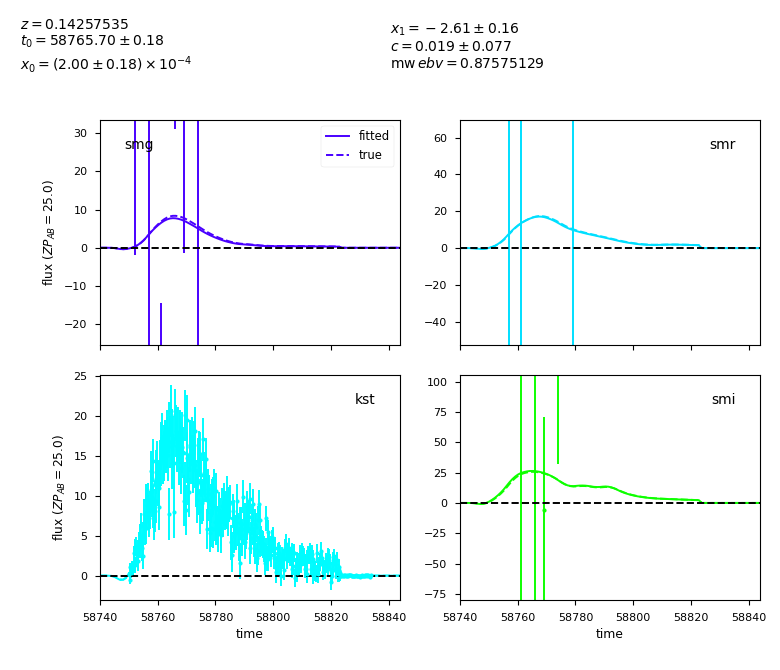 z = 0.14257535
t₀ = 58765.70 ± 0.18
x₀ = (2.00 ± 0.18) × 10⁻⁴
x₁ = −2.61 ± 0.16
c = 0.019 ± 0.077
mw ebv = 0.87575129
smg
fitted
true
30
20
10
0
−10
−20
flux (ZP_AB = 25.0)
smr
60
40
20
0
−20
−40
kst
25
20
15
10
5
0
flux (ZP_AB = 25.0)
58740 58760 58780 58800 58820 58840
time
smi
100
75
50
25
0
−25
−50
−75
58740 58760 58780 58800 58820 58840
time